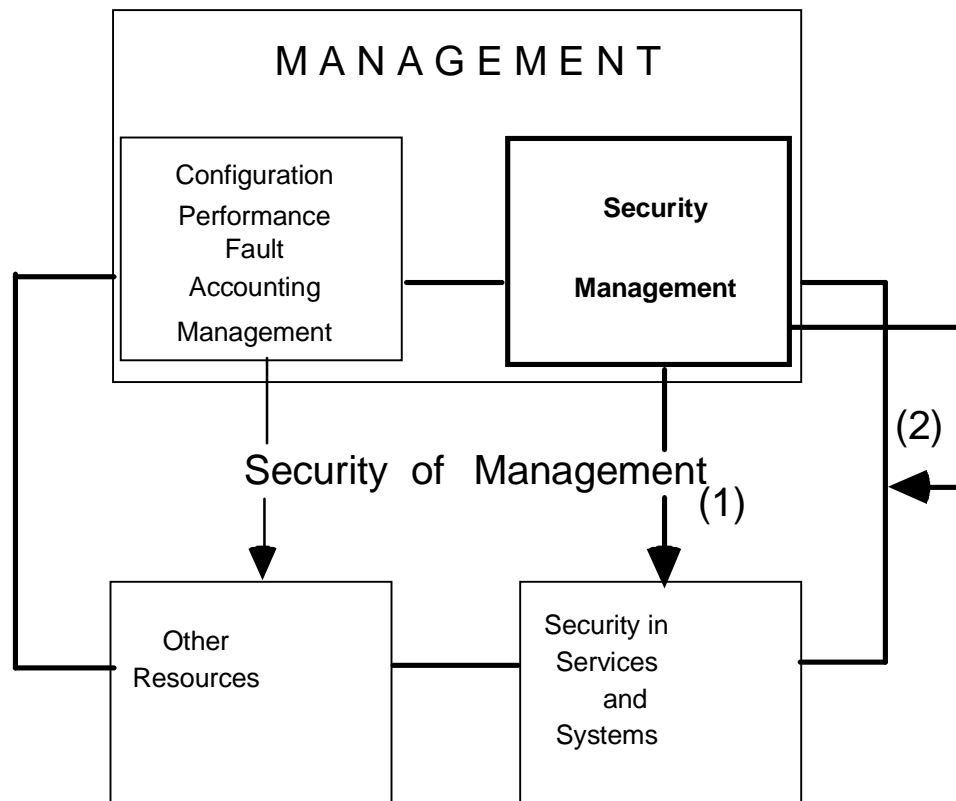 MANAGEMENT
Configuration
Performance
Fault
Accounting
Management
Security
Management
(2)
Security of Management
(1)
Other
Resources
Security in
Services
and
Systems